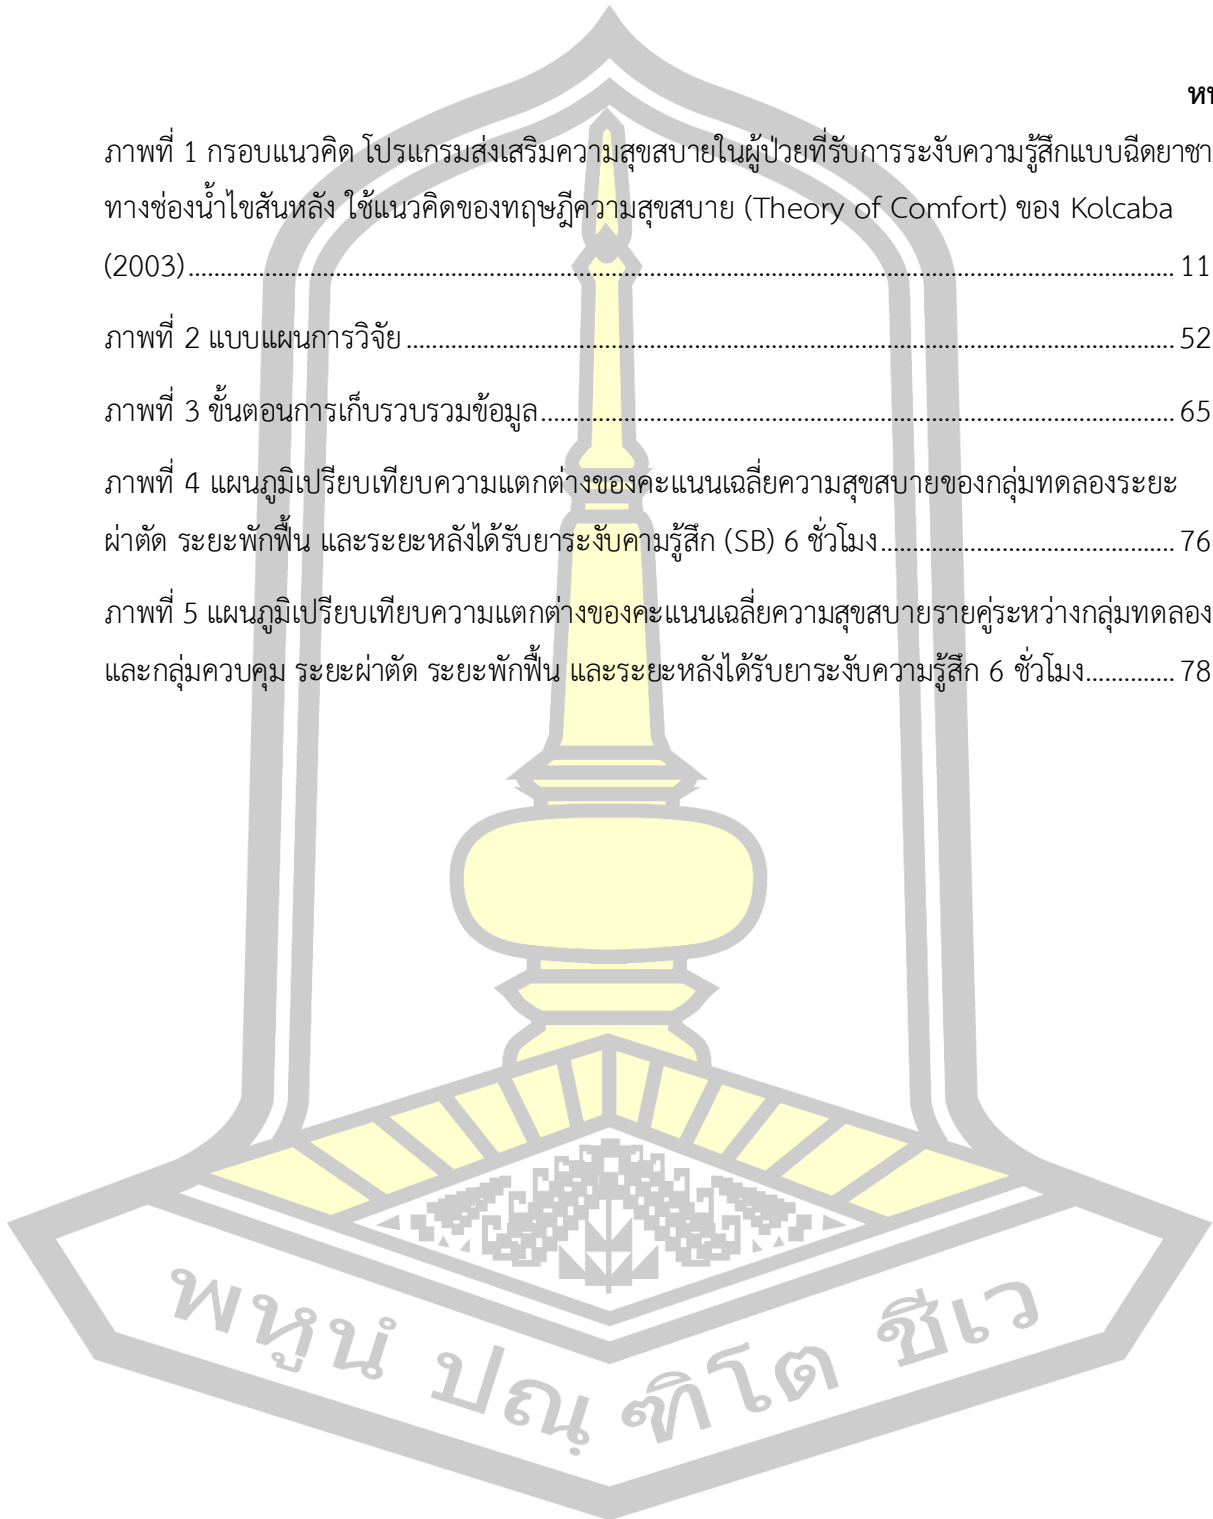 หน
ภาพที่ 1 กรอบแนวคิด โปรแกรมส่งเสริมความสุขสบายในผู้ป่วยที่รับการระงับความรู้สึกแบบฉีดยาชา
ทางช่องน้ำไขสันหลัง ใช้แนวคิดของทฤษฎีความสุขสบาย (Theory of Comfort) ของ Kolcaba
(2003) ........................................................................................................ 11
ภาพที่ 2 แบบแผนการวิจัย ........................................................................................................ 52
ภาพที่ 3 ขั้นตอนการเก็บรวบรวมข้อมูล ........................................................................................ 65
ภาพที่ 4 แผนภูมิเปรียบเทียบความแตกต่างของคะแนนเฉลี่ยความสุขสบายของกลุ่มทดลองระยะ
ผ่าตัด ระยะพักฟื้น และระยะหลังได้รับยาระงับคามรู้สึก (SB) 6 ชั่วโมง ............................................ 76
ภาพที่ 5 แผนภูมิเปรียบเทียบความแตกต่างของคะแนนเฉลี่ยความสุขสบายรายคู่ระหว่างกลุ่มทดลอง
และกลุ่มควบคุม ระยะผ่าตัด ระยะพักฟื้น และระยะหลังได้รับยาระงับความรู้สึก 6 ชั่วโมง .............. 78
พหูนํ ปณฺฑิโต ชีเว